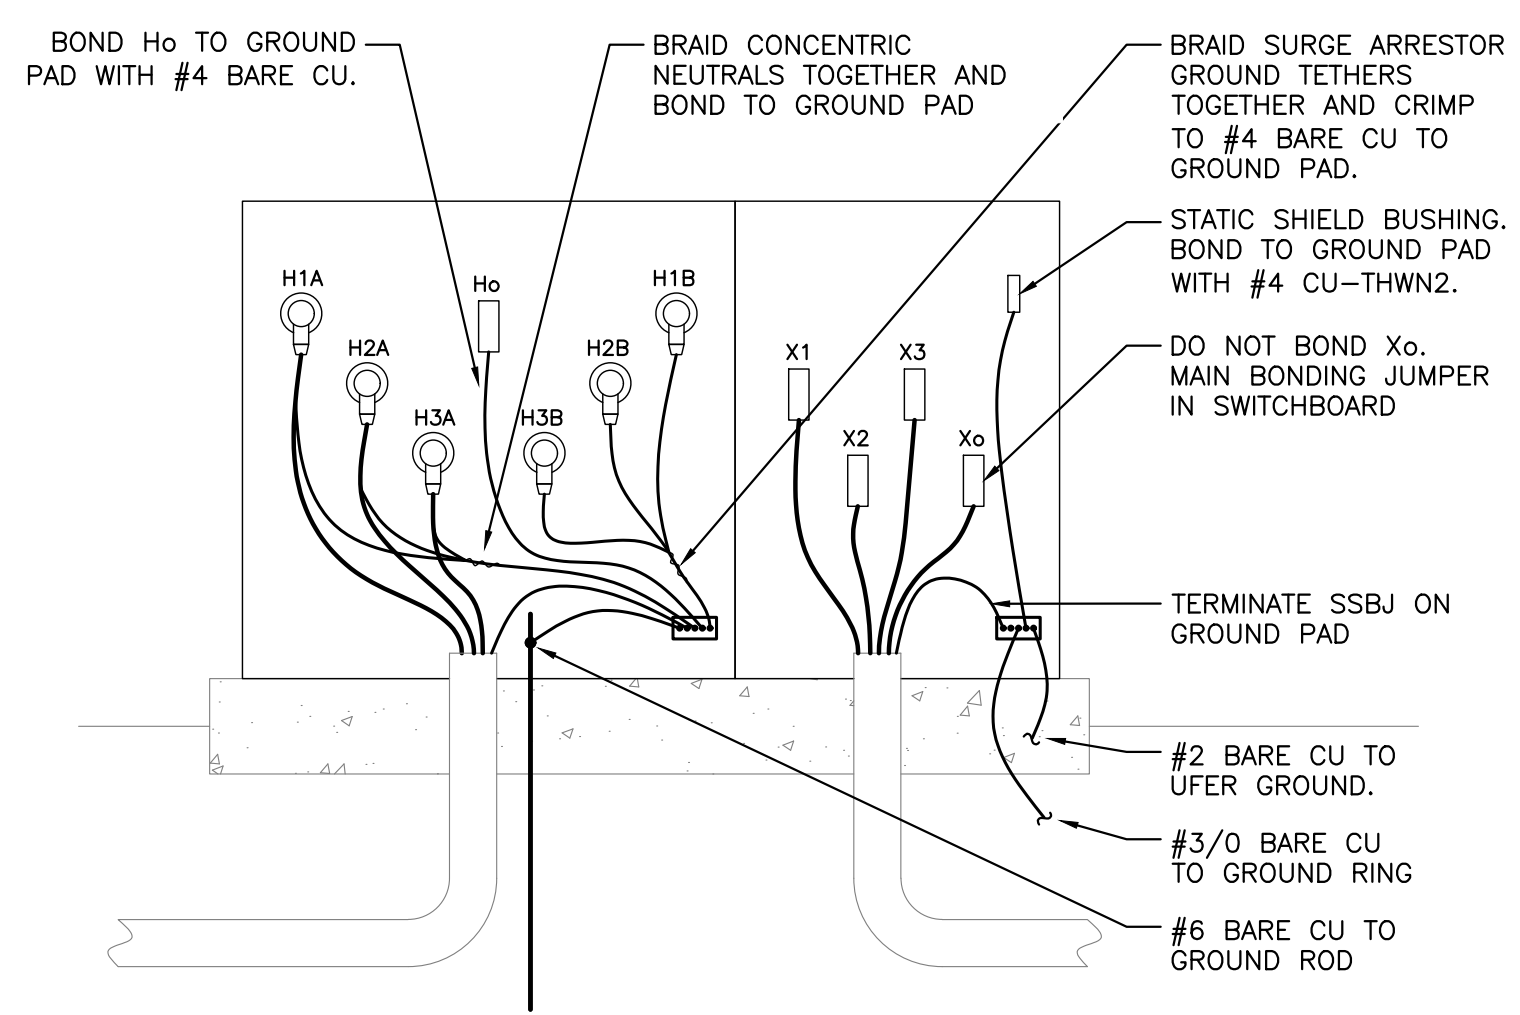 BOND Ho TO GROUND
PAD WITH #4 BARE CU.
BRAID CONCENTRIC
NEUTRALS TOGETHER AND
BOND TO GROUND PAD
BRAID SURGE ARRESTOR
GROUND TETHERS
TOGETHER AND CRIMP
TO #4 BARE CU TO
GROUND PAD.
STATIC SHIELD BUSHING.
BOND TO GROUND PAD
WITH #4 CU-THWN2.
DO NOT BOND Xo.
MAIN BONDING JUMPER
IN SWITCHBOARD
H1A
H2A
H3A
Ho
H3B
H2B
H1B
X1
X2
X3
Xo
TERMINATE SSBJ ON
GROUND PAD
#2 BARE CU TO
UFER GROUND.
#3/0 BARE CU
TO GROUND RING
#6 BARE CU TO
GROUND ROD